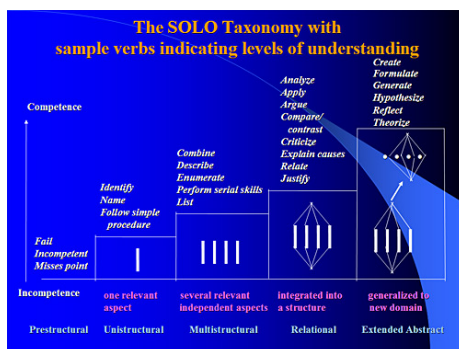 The SOLO Taxonomy with
sample verbs indicating levels of understanding
Competence
Fail
Incompetent
Misses point
Identify
Name
Follow simple
procedure
Combine
Describe
Enumerate
Perform serial skills
List
Analyze
Apply
Argue
Compare/
contrast
Criticize
Explain causes
Relate
Justify
Create
Formulate
Generate
Hypothesize
Reflect
Theorize
Incompetence
one relevant
aspect
several relevant
independent aspects
integrated into
a structure
generalized to
new domain
Prestructural
Unistructural
Multistructural
Relational
Extended Abstract